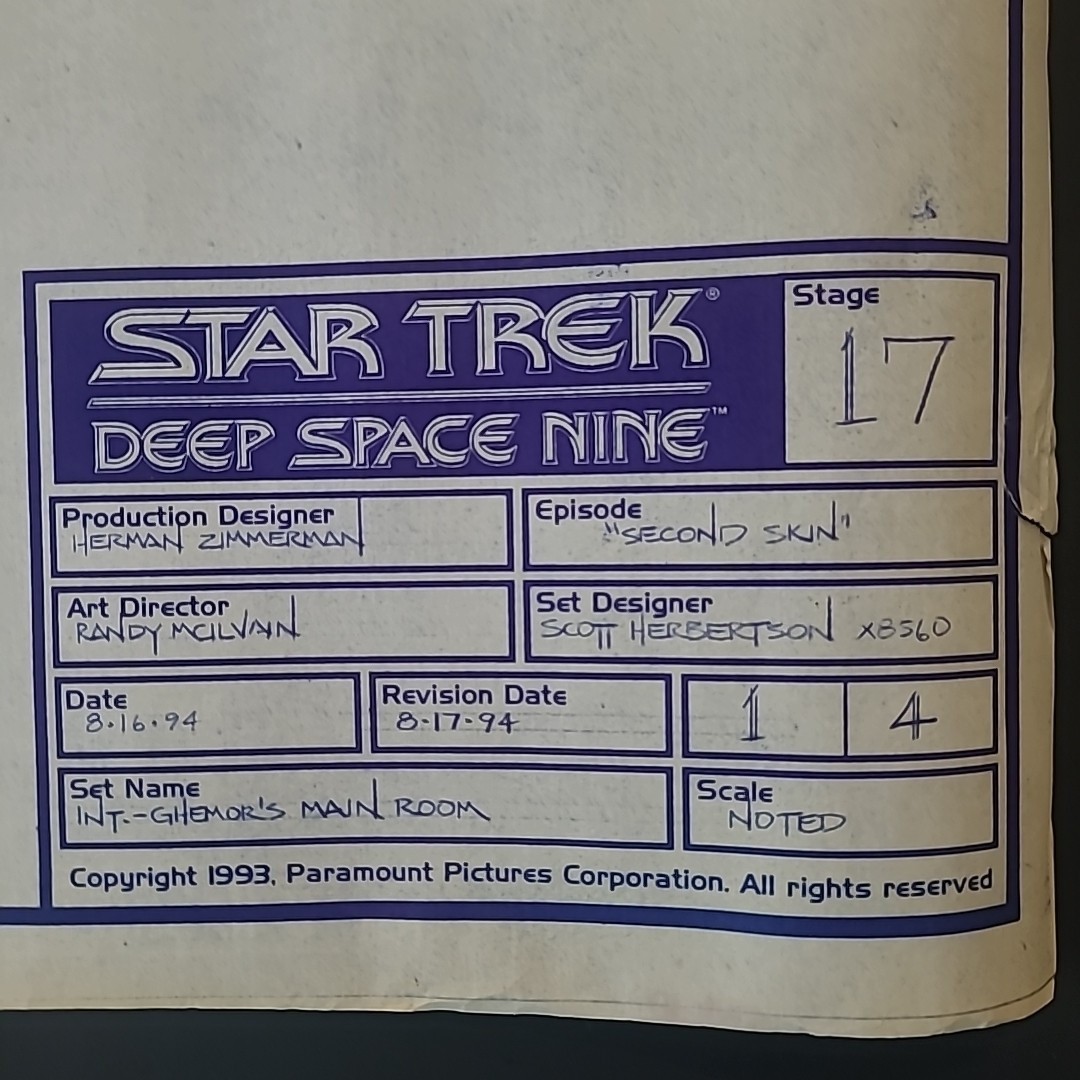 STAR TREK®
DEEP SPACE NINE™
Stage
17
Production Designer
HERMAN ZIMMERMAN
Episode
"SECOND SKIN"
Art Director
RANDY MCILVAIN
Set Designer
SCOTT HERBERTSON X8560
Date
8.16.94
Revision Date
8-17-94
1
4
Set Name
INT.-GHEMOR'S MAIN ROOM
Scale
NOTED
Copyright 1993, Paramount Pictures Corporation. All rights reserved